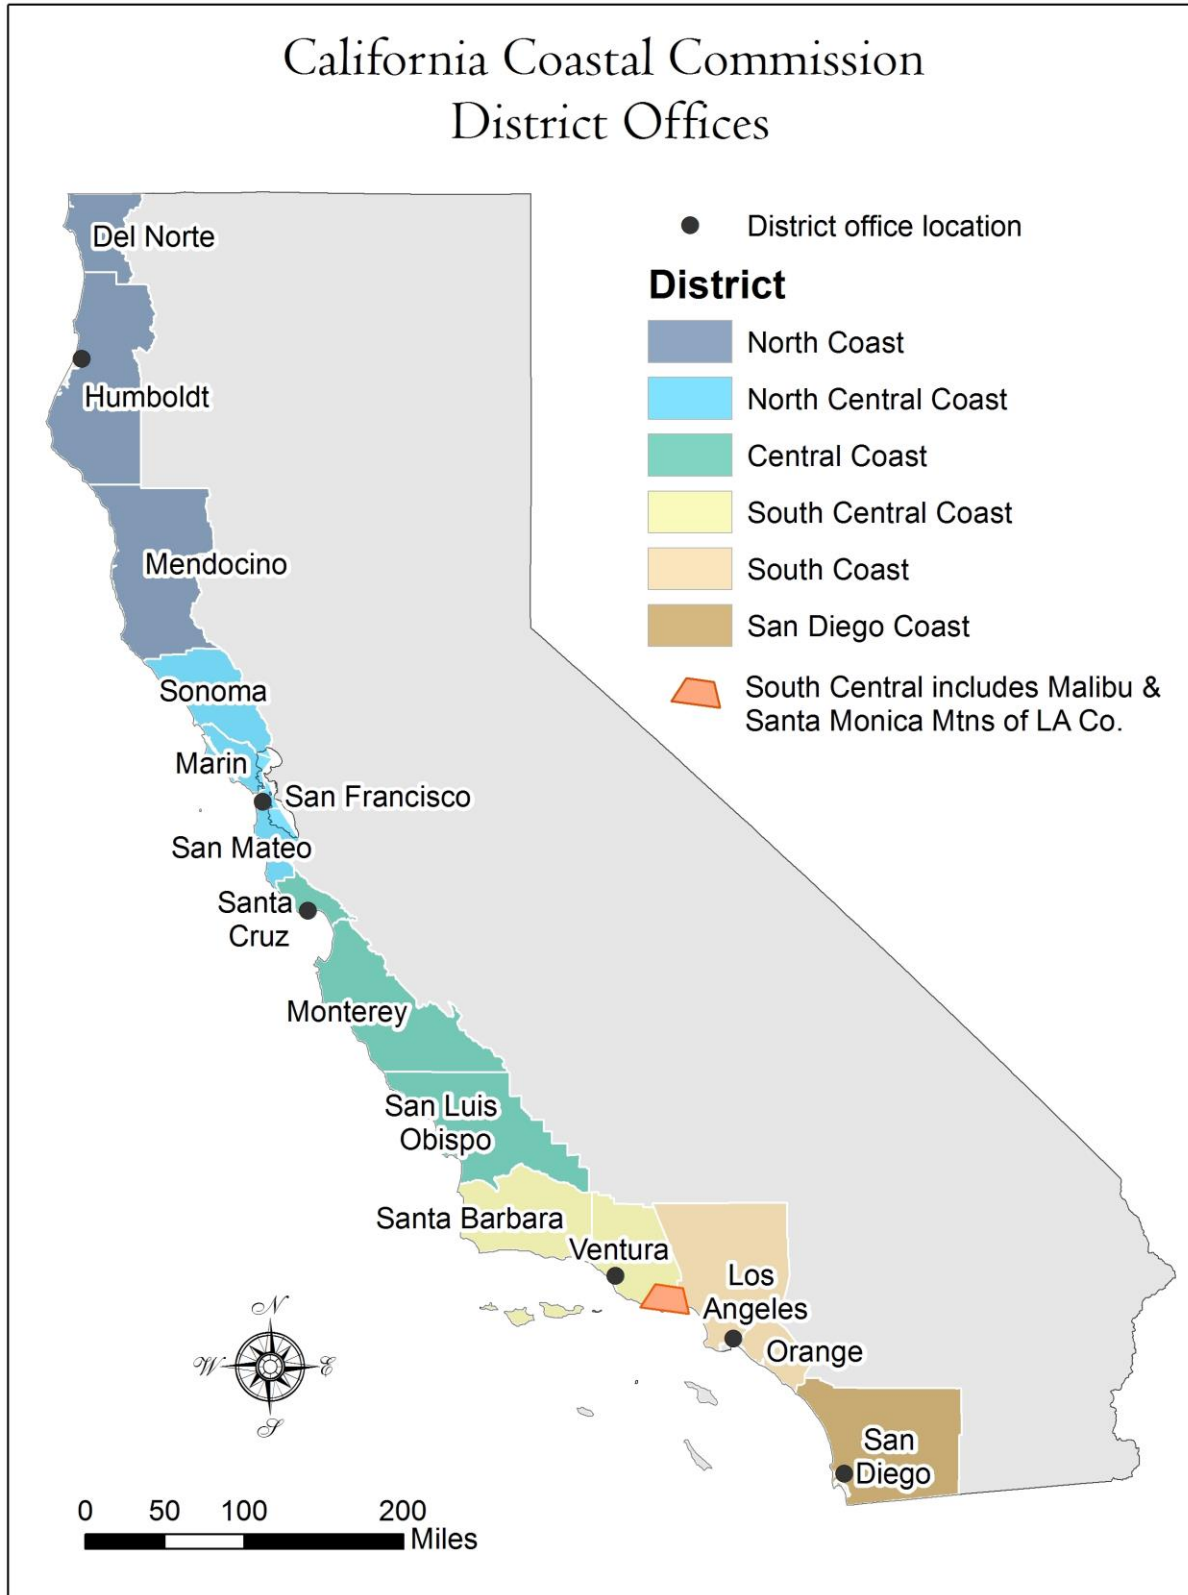 California Coastal Commission
District Offices
District office location
District
North Coast
North Central Coast
Central Coast
South Central Coast
South Coast
San Diego Coast
South Central includes Malibu &
Santa Monica Mtns of LA Co.
Del Norte
Humboldt
Mendocino
Sonoma
Marin
San Francisco
San Mateo
Santa
Cruz
Monterey
San Luis
Obispo
Santa Barbara
Ventura
Los
Angeles
Orange
San
Diego
N
W E
S
0 50 100 200
Miles